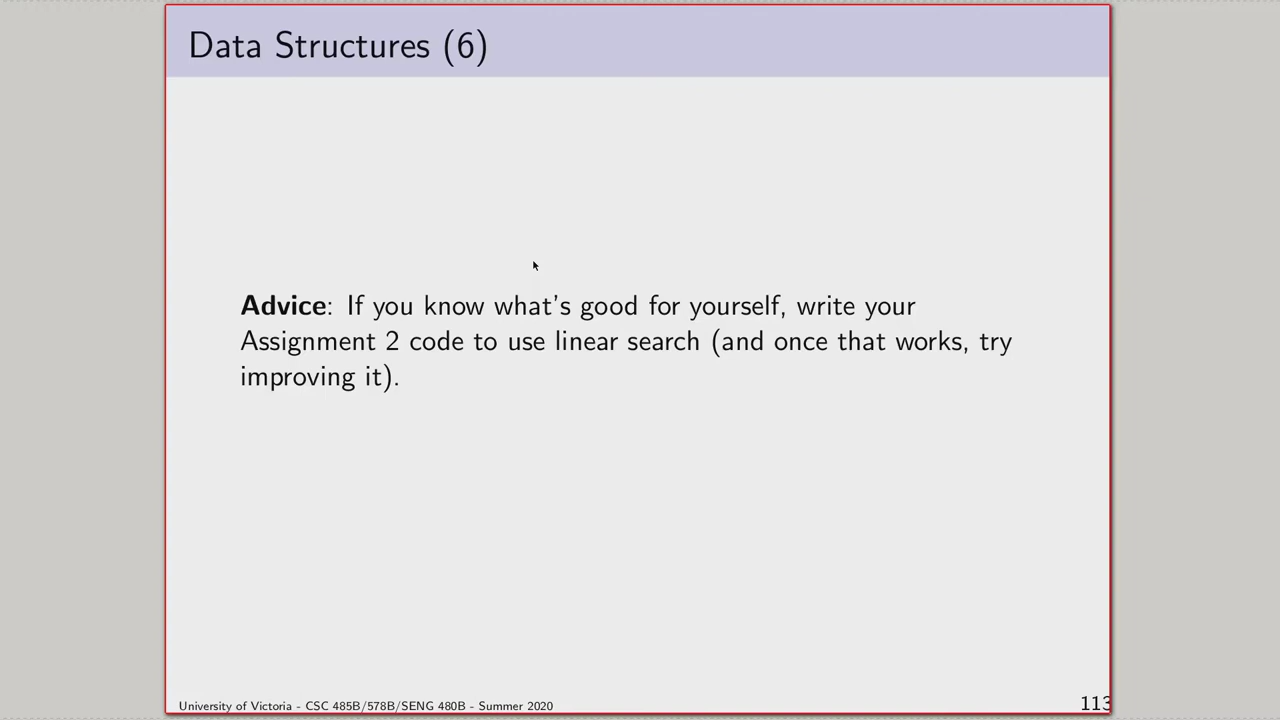 Data Structures (6)
Advice: If you know what's good for yourself, write your
Assignment 2 code to use linear search (and once that works, try
improving it).
University of Victoria - CSC 485B/578B/SENG 480B - Summer 2020
113